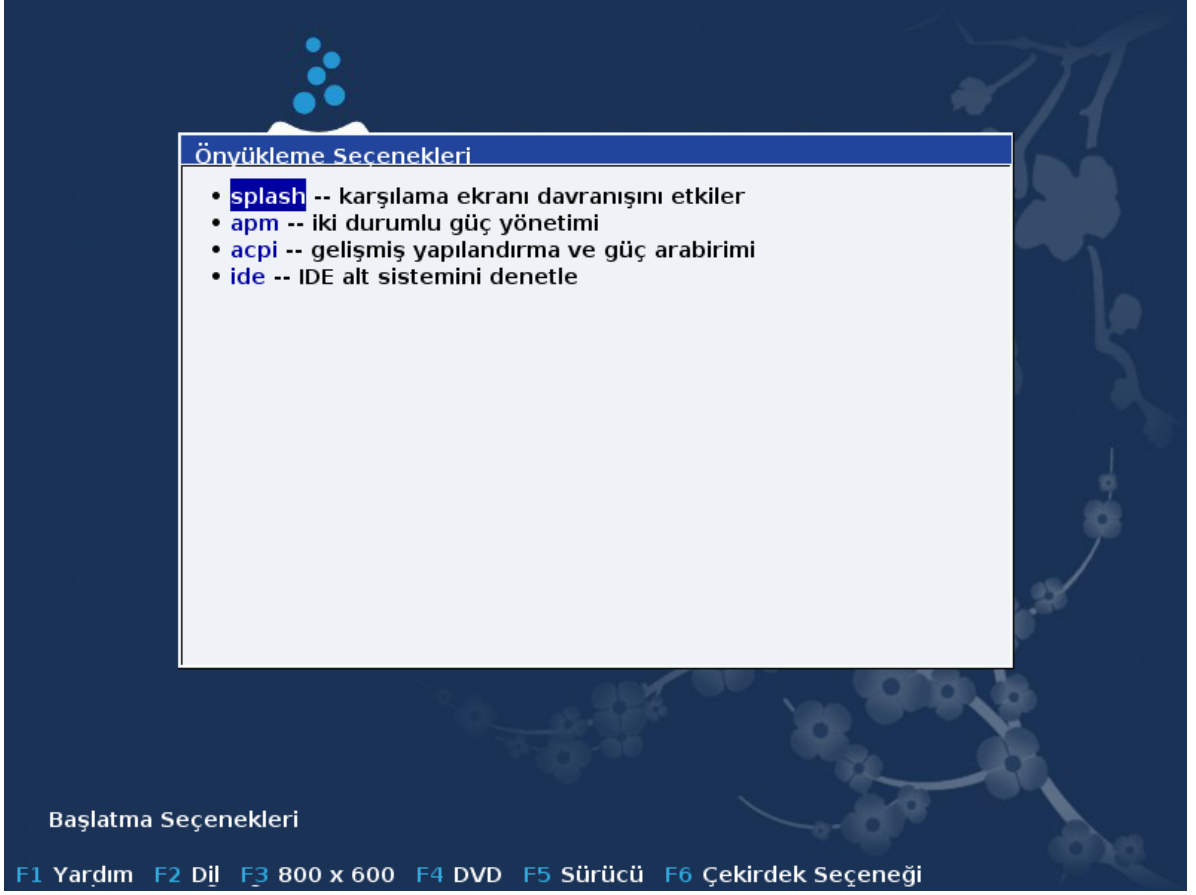 Önyükleme Seçenekleri
• splash -- karşılama ekranı davranışını etkiler
• apm -- iki durumlu güç yönetimi
• acpi -- gelişmiş yapılandırma ve güç arabirimi
• ide -- IDE alt sistemini denetle
Başlatma Seçenekleri
F1 Yardım F2 Dil F3 800 x 600 F4 DVD F5 Sürücü F6 Çekirdek Seçeneği